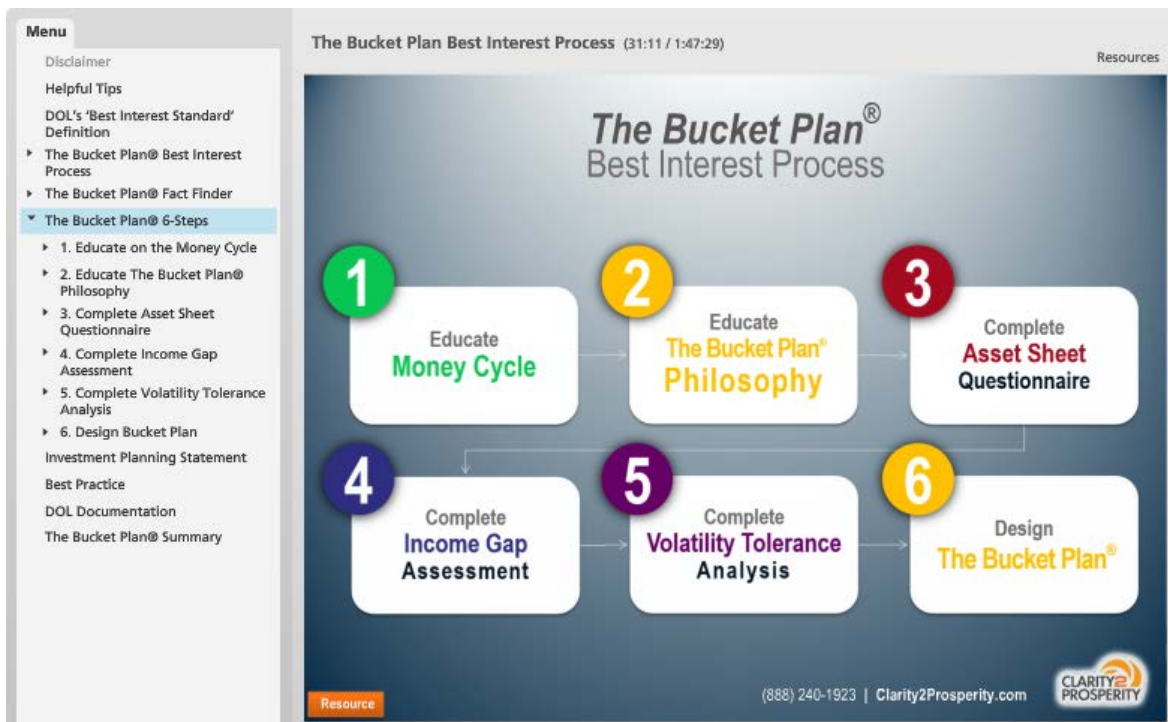 Menu
Disclaimer
Helpful Tips
DOL's 'Best Interest Standard'
Definition
The Bucket Plan® Best Interest
Process
The Bucket Plan® Fact Finder
The Bucket Plan® 6-Steps
1. Educate on the Money Cycle
2. Educate The Bucket Plan®
Philosophy
3. Complete Asset Sheet
Questionnaire
4. Complete Income Gap
Assessment
5. Complete Volatility Tolerance
Analysis
6. Design Bucket Plan
Investment Planning Statement
Best Practice
DOL Documentation
The Bucket Plan® Summary
The Bucket Plan Best Interest Process (31:11 / 1:47:29)
Resources
The Bucket Plan®
Best Interest Process
1
Educate
Money Cycle
2
Educate
The Bucket Plan®
Philosophy
3
Complete
Asset Sheet
Questionnaire
4
Complete
Income Gap
Assessment
5
Complete
Volatility Tolerance
Analysis
6
Design
The Bucket Plan®
Resource
(888) 240-1923 | Clarity2Prosperity.com
CLARITY2
PROSPERITY